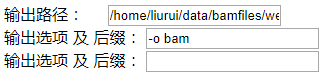 输出路径： /home/liurui/data/bamfiles/we
输出选项 及 后缀： -o bam
输出选项 及 后缀：